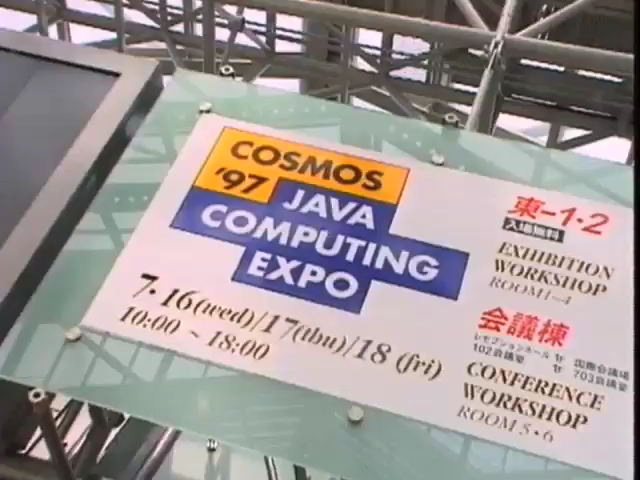 COSMOS
'97 JAVA
COMPUTING
EXPO
7・16(wed)/17(thu)/18(fri)
10:00 ~ 18:00
東-1・2
入場無料
EXHIBITION
WORKSHOP
ROOM1~4
会議棟
レセプションホール 1F 国際会議場
102会議室 1F 703会議室
CONFERENCE
WORKSHOP
ROOM 5・6